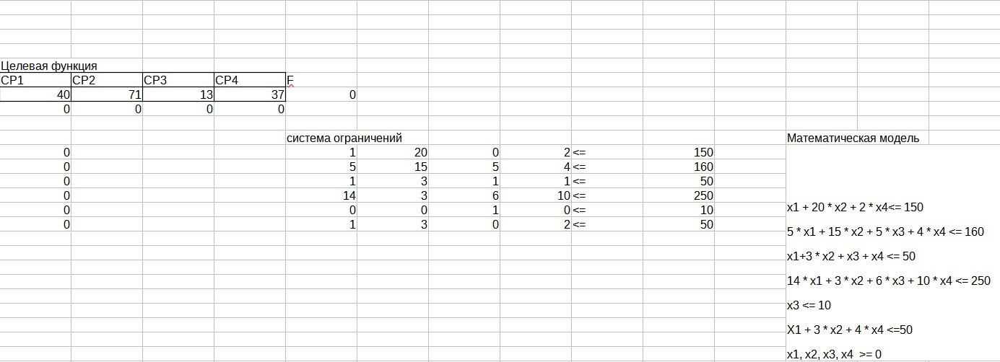 Целевая функция
CP1 CP2 CP3 CP4 F
40 71 13 37 0
0 0 0 0
система ограничений Математическая модель
0 1 20 0 2 <= 150
0 5 15 5 4 <= 160
0 1 3 1 1 <= 50
0 14 3 6 10 <= 250
0 0 0 1 0 <= 10
0 1 3 0 2 <= 50
x1 + 20 * x2 + 2 * x4<= 150
5 * x1 + 15 * x2 + 5 * x3 + 4 * x4 <= 160
x1+3 * x2 + x3 + x4 <= 50
14 * x1 + 3 * x2 + 6 * x3 + 10 * x4 <= 250
x3 <= 10
X1 + 3 * x2 + 4 * x4 <=50
x1, x2, x3, x4 >= 0